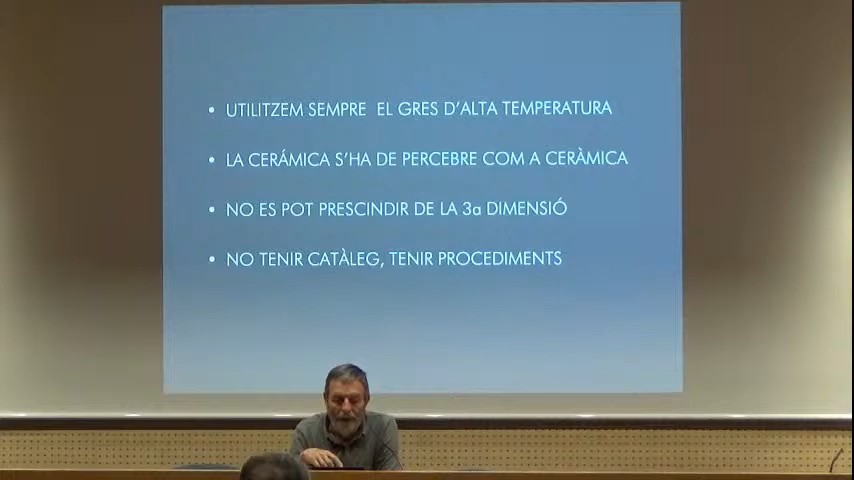 • UTILITZEM SEMPRE EL GRES D'ALTA TEMPERATURA
• LA CERÁMICA S'HA DE PERCEBRE COM A CERÀMICA
• NO ES POT PRESCINDIR DE LA 3a DIMENSIÓ
• NO TENIR CATÀLEG, TENIR PROCEDIMENTS